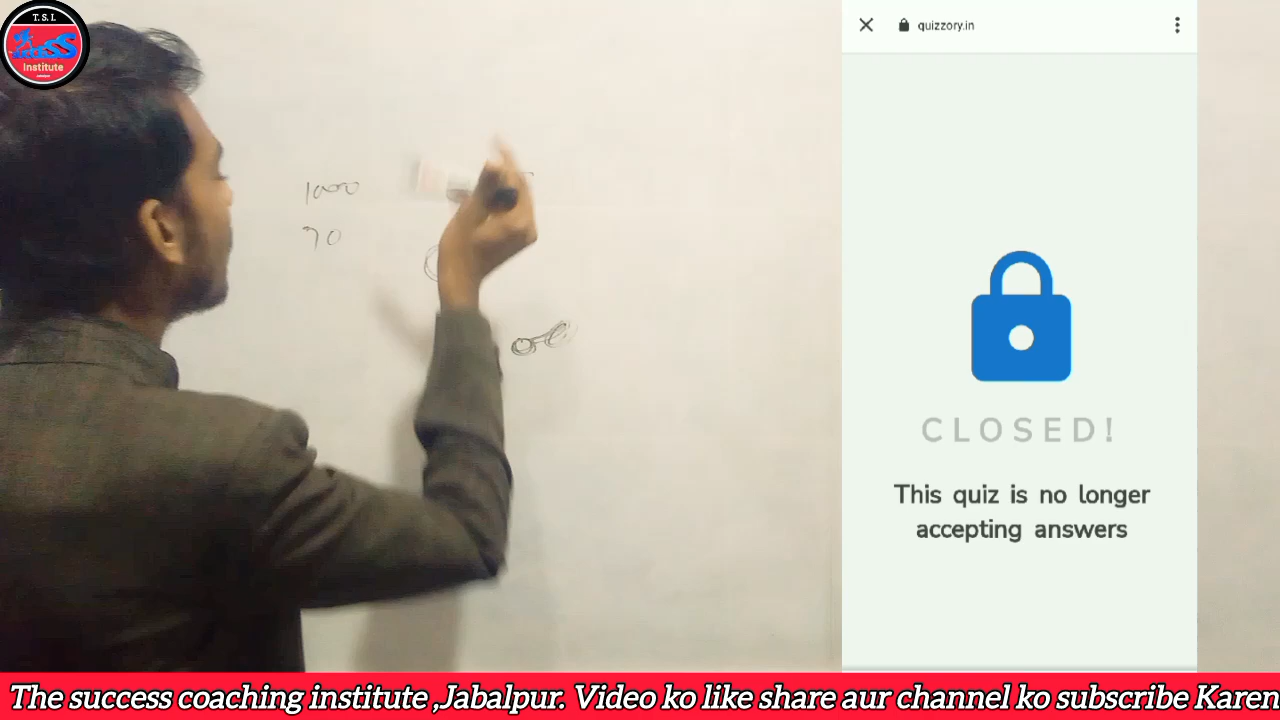 T.S.L
Institute
1000
70
quizzory.in
CLOSED!
This quiz is no longer
accepting answers
The success coaching institute ,Jabalpur. Video ko like share aur channel ko subscribe Karen